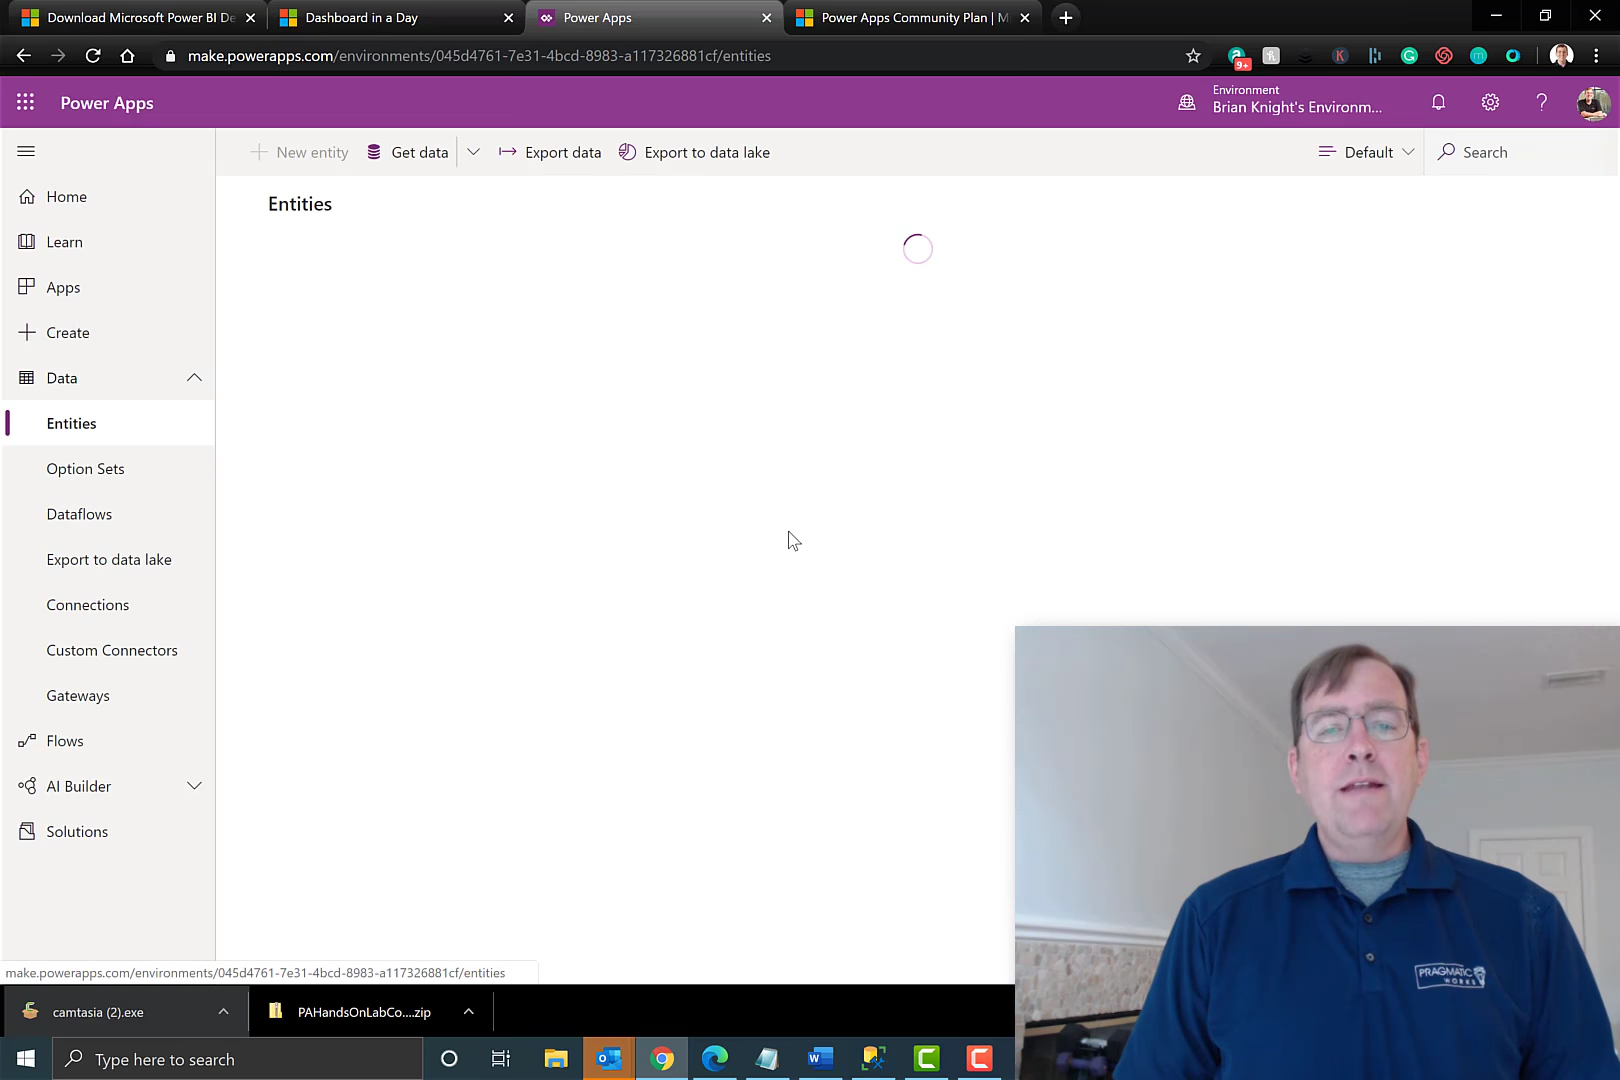 Download Microsoft Power BI De
Dashboard in a Day
Power Apps
Power Apps Community Plan | M
make.powerapps.com/environments/045d4761-7e31-4bcd-8983-a117326881cf/entities
9+
Power Apps
Environment
Brian Knight's Environm...
New entity
Get data
Export data
Export to data lake
Default
Search
Home
Learn
Apps
Create
Data
Entities
Option Sets
Dataflows
Export to data lake
Connections
Custom Connectors
Gateways
Flows
AI Builder
Solutions
Entities
PRAGMATIC
WORKS
make.powerapps.com/environments/045d4761-7e31-4bcd-8983-a117326881cf/entities
camtasia (2).exe
PAHandsOnLabCo....zip
Type here to search